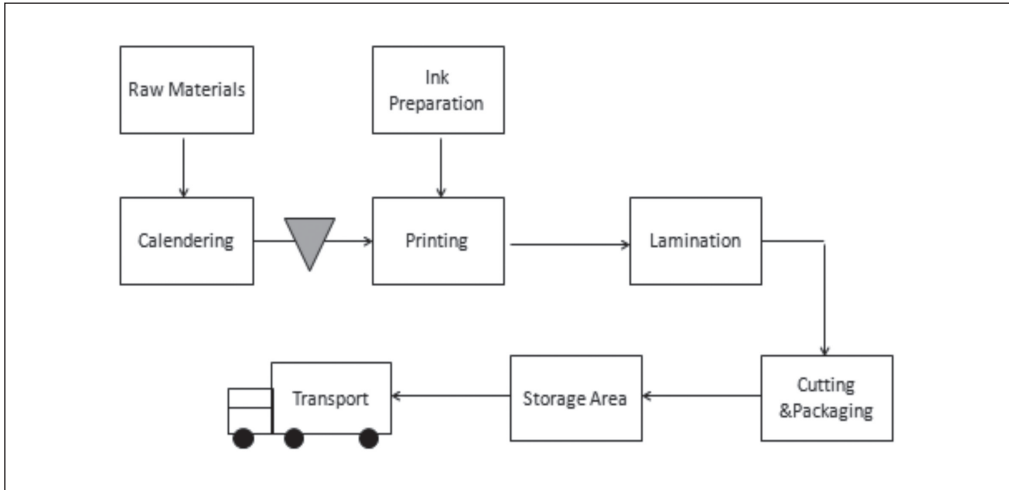 Raw Materials
Ink
Preparation
Calendering
Printing
Lamination
Cutting
&Packaging
Storage Area
Transport